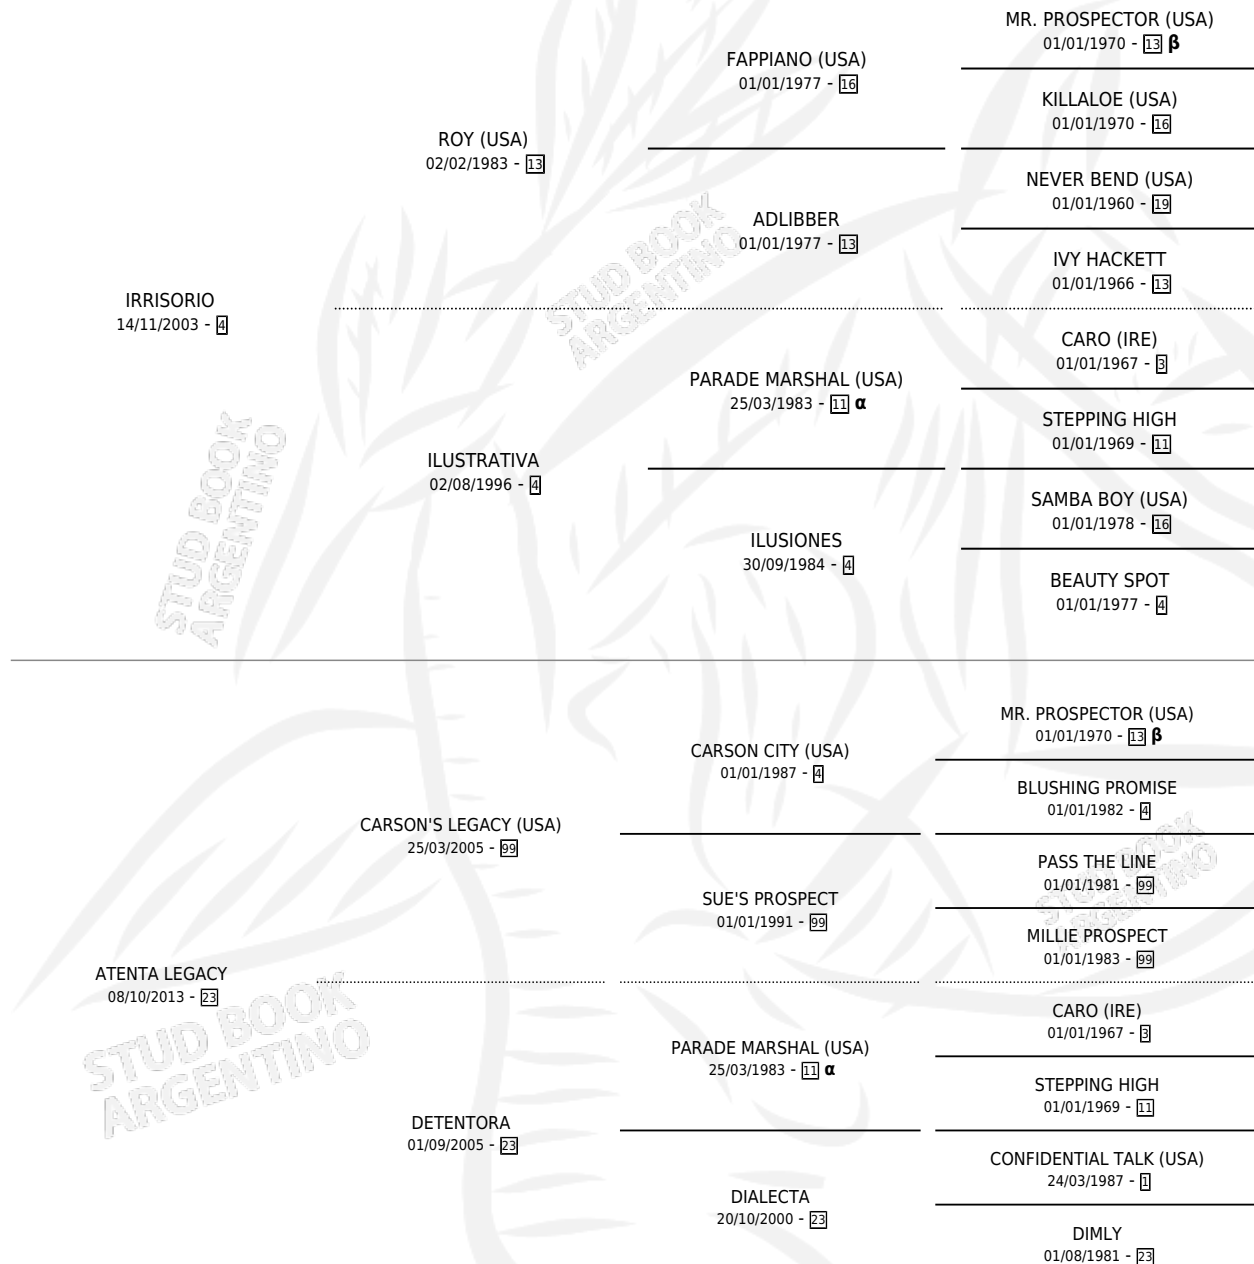 MR. PROSPECTOR (USA)
01/01/1970 - 13 β
FAPPIANO (USA)
01/01/1977 - 16
KILLALOE (USA)
01/01/1970 - 16
ROY (USA)
02/02/1983 - 13
NEVER BEND (USA)
01/01/1960 - 19
ADLIBBER
01/01/1977 - 13
IVY HACKETT
01/01/1966 - 13
IRRISORIO
14/11/2003 - 4
CARO (IRE)
01/01/1967 - 3
PARADE MARSHAL (USA)
25/03/1983 - 11 α
STEPPING HIGH
01/01/1969 - 11
ILUSTRATIVA
02/08/1996 - 4
SAMBA BOY (USA)
01/01/1978 - 16
ILUSIONES
30/09/1984 - 4
BEAUTY SPOT
01/01/1977 - 4
MR. PROSPECTOR (USA)
01/01/1970 - 13 β
CARSON CITY (USA)
01/01/1987 - 4
BLUSHING PROMISE
01/01/1982 - 4
CARSON'S LEGACY (USA)
25/03/2005 - 99
PASS THE LINE
01/01/1981 - 99
SUE'S PROSPECT
01/01/1991 - 99
MILLIE PROSPECT
01/01/1983 - 99
ATENTA LEGACY
08/10/2013 - 23
CARO (IRE)
01/01/1967 - 3
PARADE MARSHAL (USA)
25/03/1983 - 11 α
STEPPING HIGH
01/01/1969 - 11
DETENTORA
01/09/2005 - 23
CONFIDENTIAL TALK (USA)
24/03/1987 - 1
DIALECTA
20/10/2000 - 23
DIMLY
01/08/1981 - 23
STUD BOOK
ARGENTINO
STUD BOOK
ARGENTINO
STUD BOOK
ARGENTINO
STUD BOOK
ARGENTINO